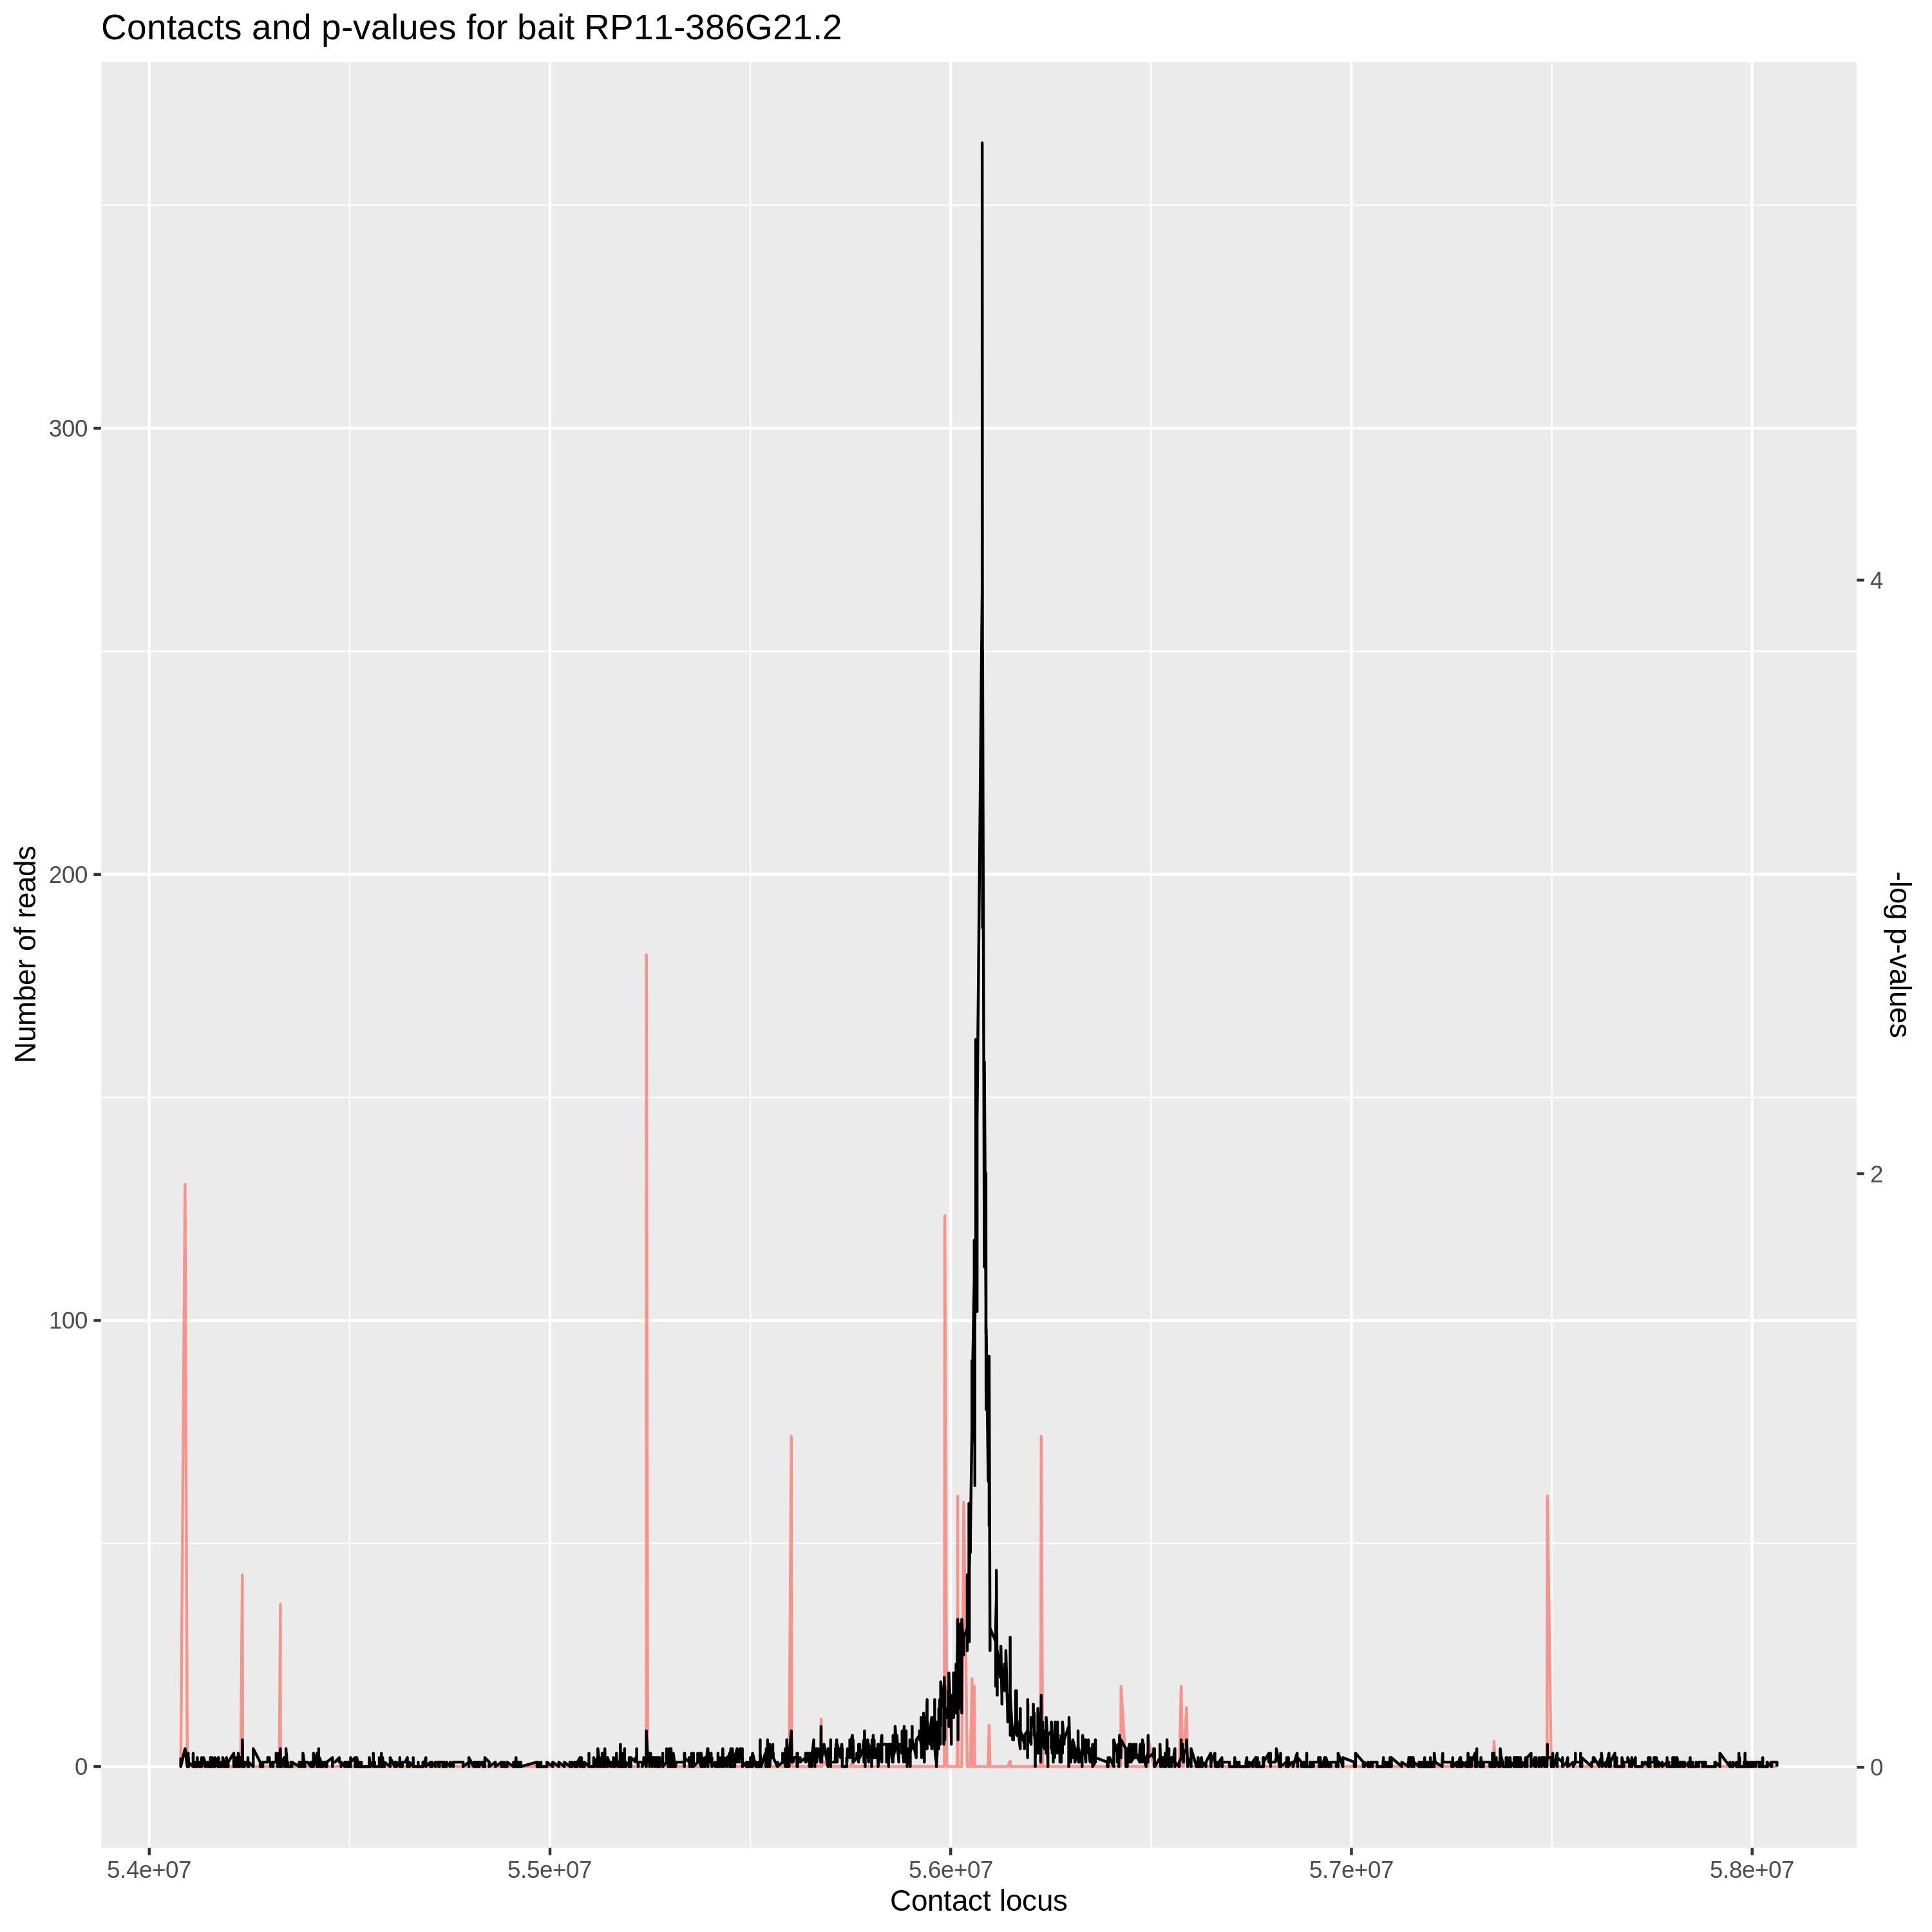 Contacts and p-values for bait RP11-386G21.2
300
200
100
0
4
2
0
Number of reads
-log p-values
5.4e+07
5.5e+07
5.6e+07
5.7e+07
5.8e+07
Contact locus